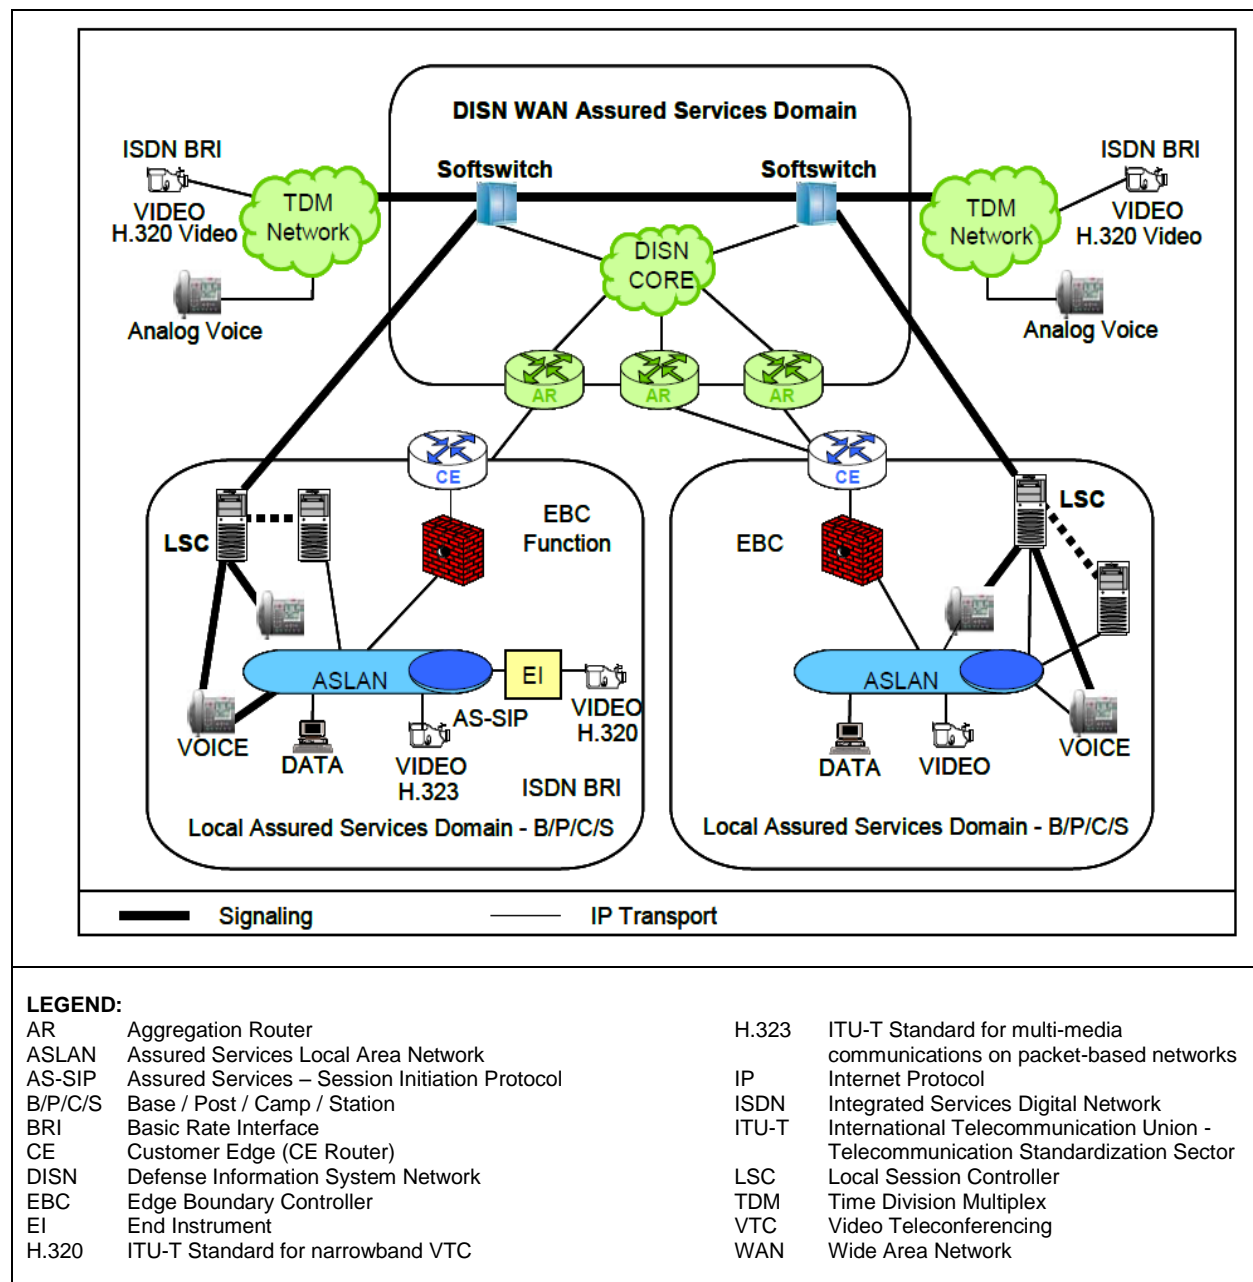 DISN WAN Assured Services Domain
ISDN BRI
VIDEO
H.320 Video
TDM
Network
Analog Voice
Softswitch
Softswitch
DISN
CORE
ISDN BRI
VIDEO
H.320 Video
TDM
Network
Analog Voice
AR
AR
AR
CE
CE
LSC
EBC
Function
ASLAN
EI
AS-SIP
VIDEO
H.320
VOICE
DATA
VIDEO
H.323
ISDN BRI
Local Assured Services Domain - B/P/C/S
EBC
LSC
ASLAN
DATA
VIDEO
VOICE
Local Assured Services Domain - B/P/C/S
Signaling
IP Transport
LEGEND:
AR Aggregation Router
ASLAN Assured Services Local Area Network
AS-SIP Assured Services – Session Initiation Protocol
B/P/C/S Base / Post / Camp / Station
BRI Basic Rate Interface
CE Customer Edge (CE Router)
DISN Defense Information System Network
EBC Edge Boundary Controller
EI End Instrument
H.320 ITU-T Standard for narrowband VTC
H.323 ITU-T Standard for multi-media
communications on packet-based networks
IP Internet Protocol
ISDN Integrated Services Digital Network
ITU-T International Telecommunication Union -
Telecommunication Standardization Sector
LSC Local Session Controller
TDM Time Division Multiplex
VTC Video Teleconferencing
WAN Wide Area Network